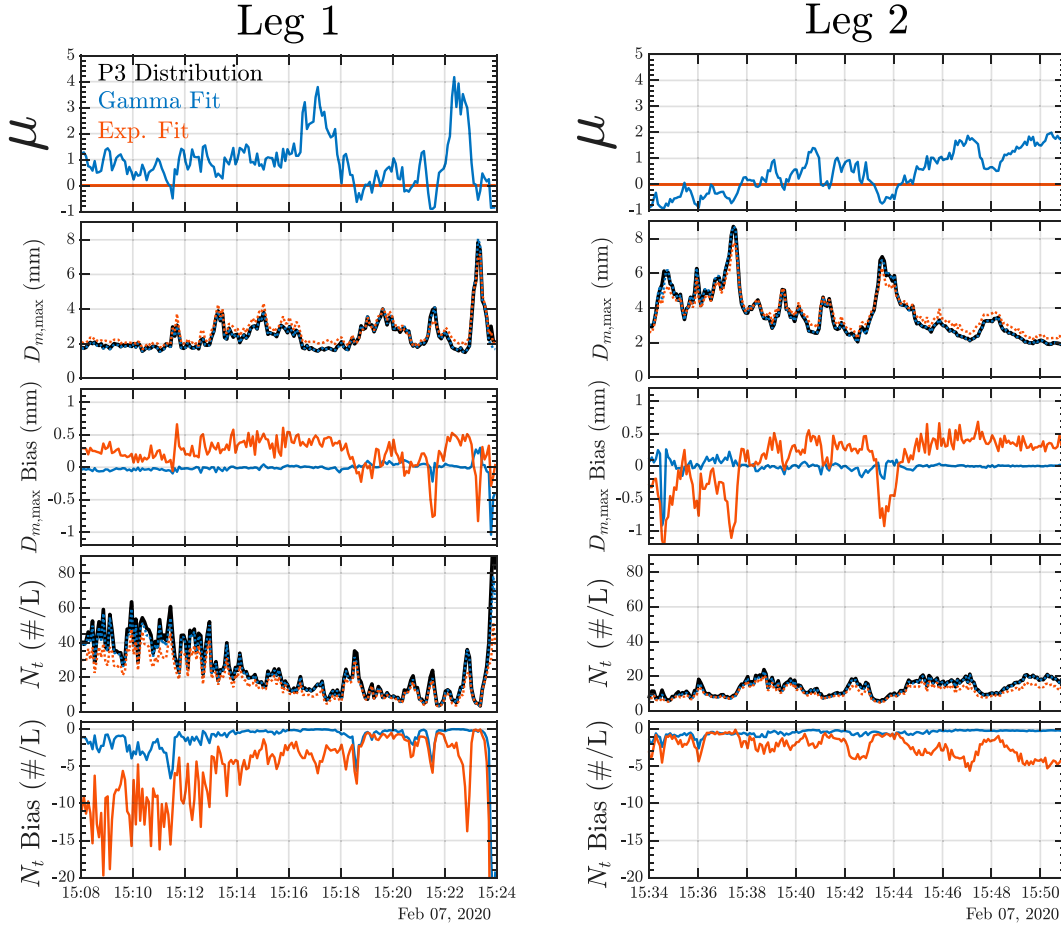 Leg 1
Leg 2
P3 Distribution
Gamma Fit
Exp. Fit
μ
5
4
3
2
1
0
-1
μ
5
4
3
2
1
0
-1
D_{m,max} (mm)
8
6
4
2
0
D_{m,max} (mm)
8
6
4
2
0
D_{m,max} Bias (mm)
1
0.5
0
-0.5
-1
D_{m,max} Bias (mm)
1
0.5
0
-0.5
-1
N_t (#/L)
80
60
40
20
0
N_t (#/L)
80
60
40
20
0
N_t Bias (#/L)
0
-5
-10
-15
-20
N_t Bias (#/L)
0
-5
-10
-15
-20
15:08 15:10 15:12 15:14 15:16 15:18 15:20 15:22 15:24
Feb 07, 2020
15:34 15:36 15:38 15:40 15:42 15:44 15:46 15:48 15:50
Feb 07, 2020